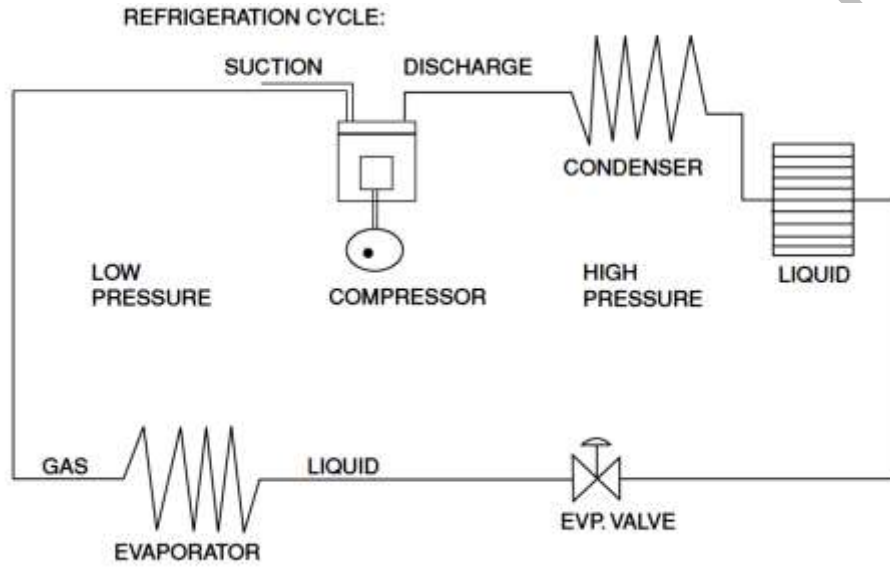 REFRIGERATION CYCLE:
SUCTION
DISCHARGE
CONDENSER
LOW
PRESSURE
COMPRESSOR
HIGH
PRESSURE
LIQUID
GAS
LIQUID
EVP. VALVE
EVAPORATOR